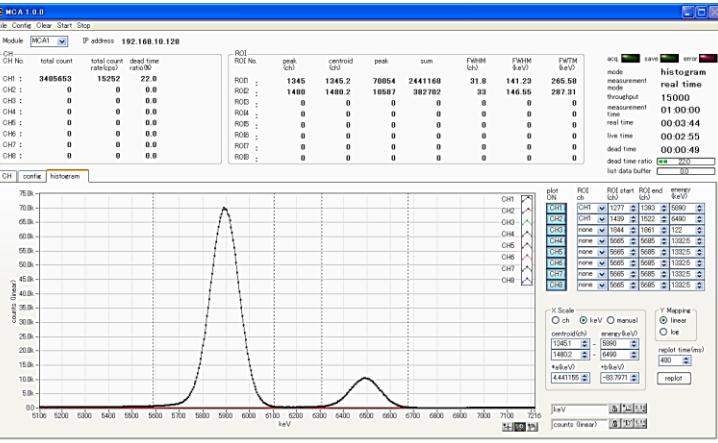 MCA 1.0.0
File Config Clear Start Stop
Module MCA1 IP address 192.168.10.128
CH
CH No. total count total count rate(cps) dead time ratio(%)
CH1 : 3405653 15252 22.0
CH2 : 0 0 0.0
CH3 : 0 0 0.0
CH4 : 0 0 0.0
CH5 : 0 0 0.0
CH6 : 0 0 0.0
CH7 : 0 0 0.0
CH8 : 0 0 0.0
ROI
ROI No. peak (ch) centroid (ch) peak sum FWHM (ch) FWHM (keV) FWTM (keV)
ROI1 : 1345 1345.2 70054 2441168 31.8 141.23 265.58
ROI2 : 1480 1480.2 10587 382702 33 146.55 287.31
ROI3 : 0 0 0 0 0 0 0
ROI4 : 0 0 0 0 0 0 0
ROI5 : 0 0 0 0 0 0 0
ROI6 : 0 0 0 0 0 0 0
ROI7 : 0 0 0 0 0 0 0
ROI8 : 0 0 0 0 0 0 0
acq. save error
mode histogram
measurement mode real time
throughput 15000
measurement time 01:00:00
real time 00:03:44
live time 00:02:55
dead time 00:00:49
dead time ratio 22.0
list data buffer 0.0
CH config histogram
75.0k
65.0k
60.0k
55.0k
50.0k
45.0k
40.0k
35.0k
30.0k
25.0k
20.0k
15.0k
10.0k
5.0k
0.0
counts (linear)
5106 5200 5300 5400 5500 5600 5700 5800 5900 6000 6100 6200 6300 6400 6500 6600 6700 6800 6900 7000 7100 7216
keV
CH1
CH2
CH3
CH4
CH5
CH6
CH7
CH8
plot ON ROI ch ROI start (ch) ROI end (ch) energy (keV)
CH1 CH1 1277 1393 5890
CH2 CH1 1439 1522 6490
CH3 none 1844 1861 122
CH4 none 5665 5685 1332.5
CH5 none 5665 5685 1332.5
CH6 none 5665 5685 1332.5
CH7 none 5665 5685 1332.5
CH8 none 5665 5685 1332.5
X Scale
ch keV manual
centroid(ch) energy(keV)
1345.1 - 5890
1480.2 - 6490
*a(keV) +b(keV)
4.441155 -83.7971
Y Mapping
linear
log
replot time(ms)
400
replot
keV
counts (linear)